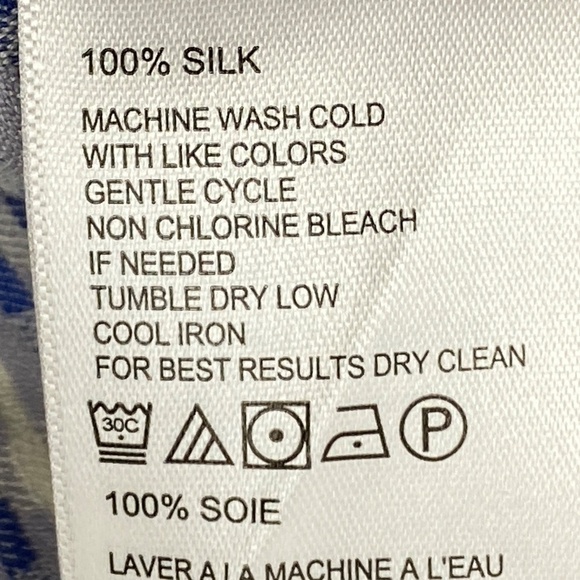 100% SILK
MACHINE WASH COLD
WITH LIKE COLORS
GENTLE CYCLE
NON CHLORINE BLEACH
IF NEEDED
TUMBLE DRY LOW
COOL IRON
FOR BEST RESULTS DRY CLEAN
30C P
100% SOIE
LAVER A LA MACHINE A L'EAU